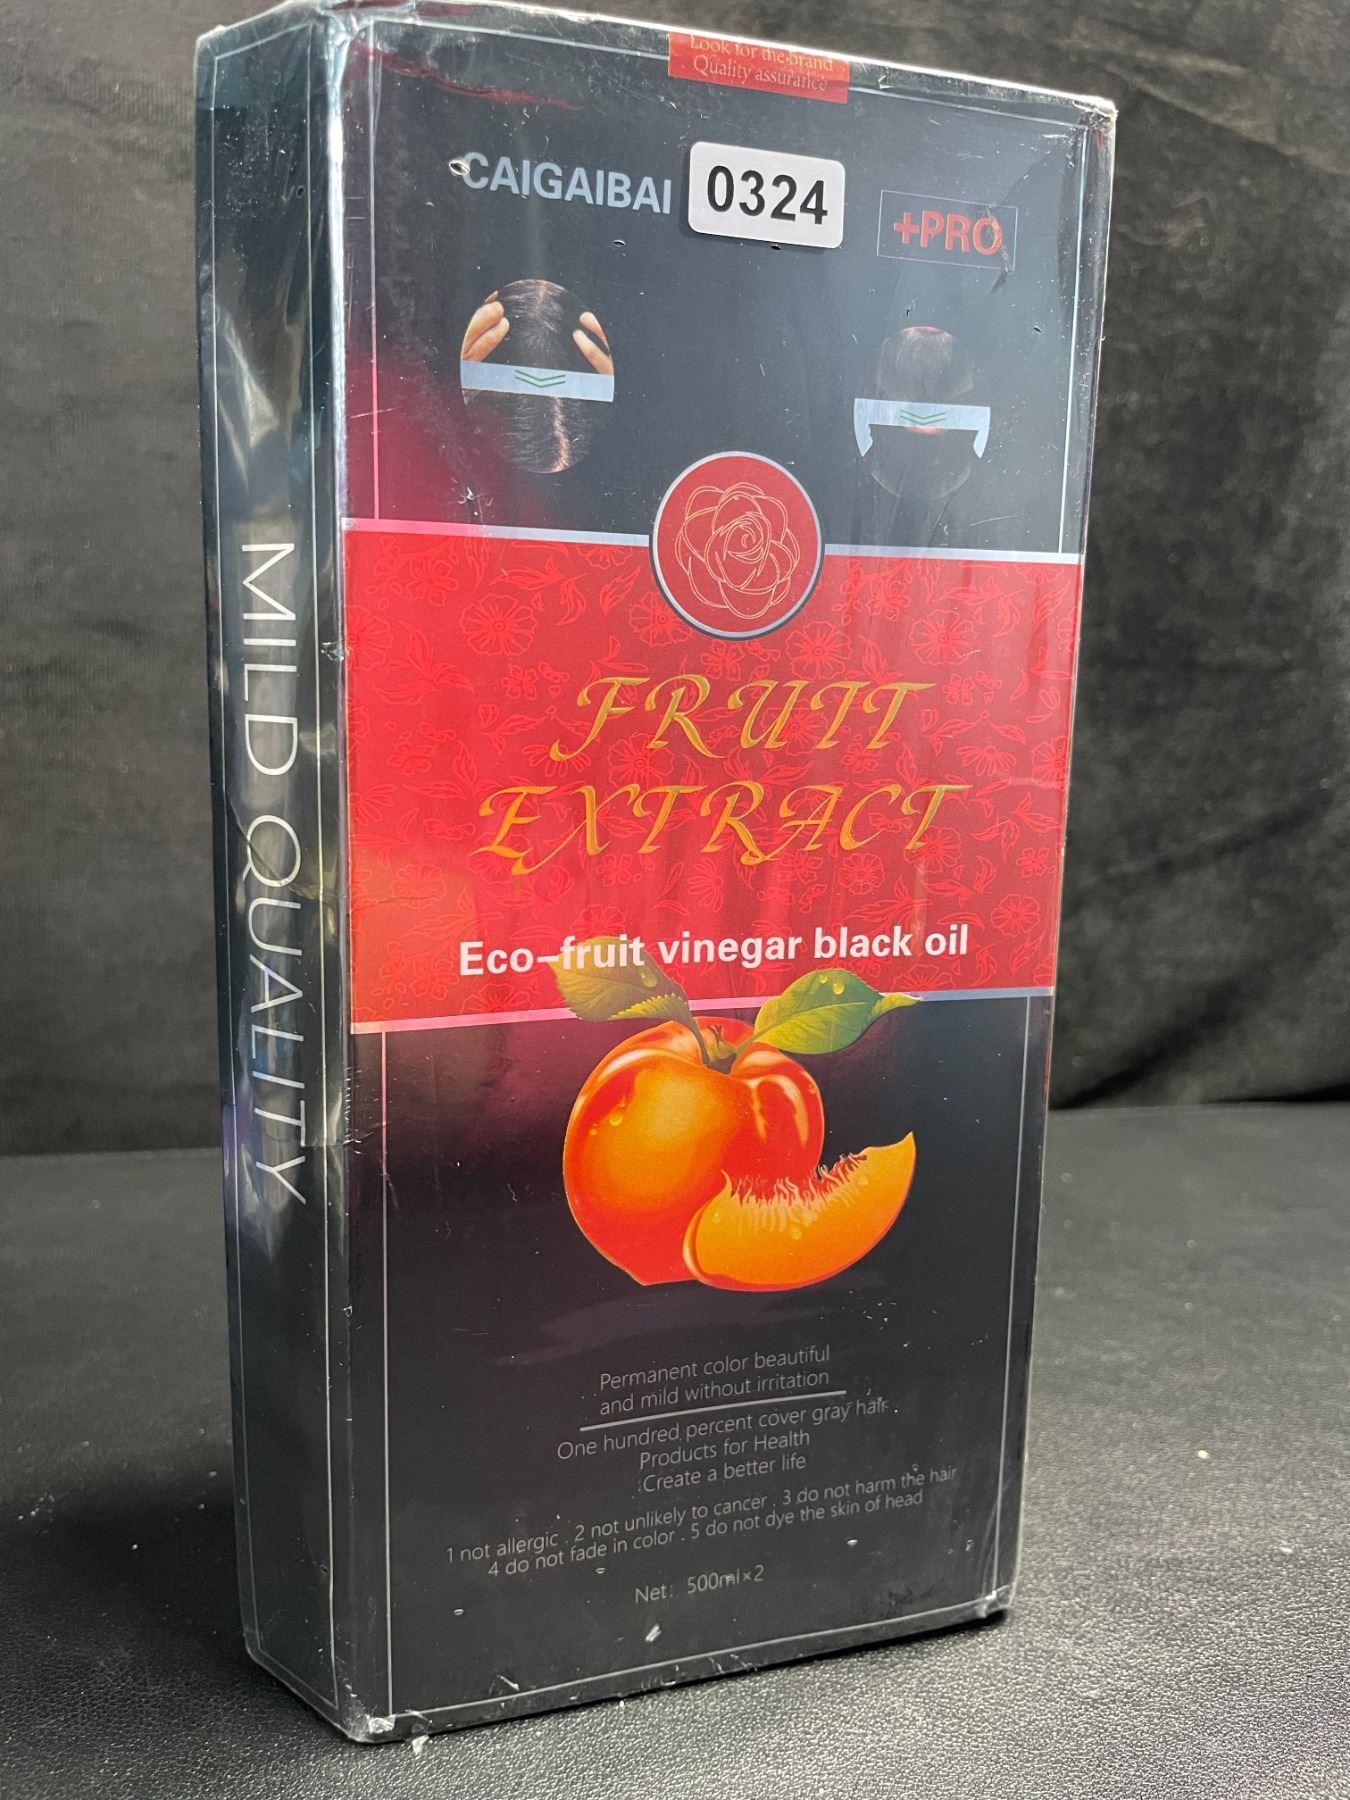 Look for the brand
Quality assurance
CAIGAIBAI
0324
+PRO
MILD QUALITY
FRUIT
EXTRACT
Eco-fruit vinegar black oil
Permanent color beautiful
and mild without irritation
One hundred percent cover gray hair
Products for Health
Create a better life
1 not allergic . 2 not unlikely to cancer . 3 do not harm the hair
4 do not fade in color . 5 do not dye the skin of head
Net: 500ml×2